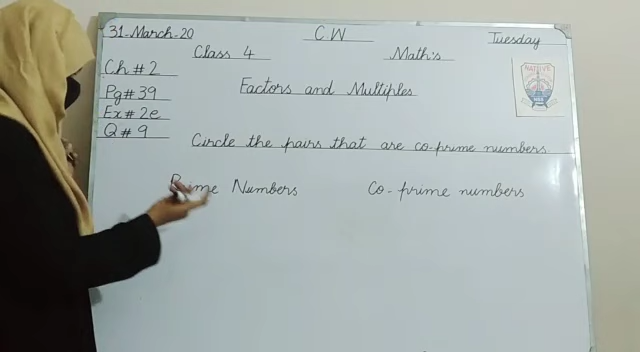 31-March-20 CW Tuesday
Class 4 Math's
Ch # 2
Pg # 39 Factors and Multiples
Ex # 2e
Q # 9
Circle the pairs that are co-prime numbers
Prime Numbers Co-prime numbers